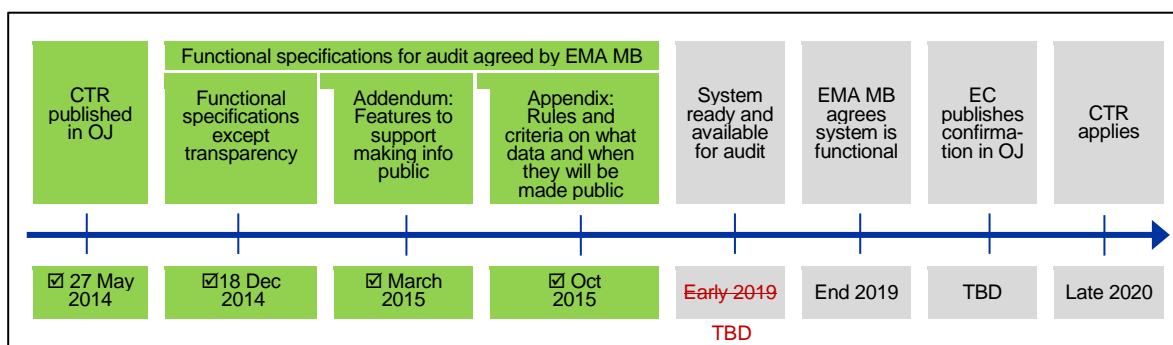 Functional specifications for audit agreed by EMA MB
CTR
published
in OJ
Functional
specifications
except
transparency
Addendum:
Features to
support
making info
public
Appendix:
Rules and
criteria on what
data and when
they will be
made public
System
ready and
available
for audit
EMA MB
agrees
system is
functional
EC
publishes
confirma-
tion in OJ
CTR
applies
☑ 27 May
2014
☑18 Dec
2014
☑ March
2015
☑ Oct
2015
Early 2019
TBD
End 2019
TBD
Late 2020